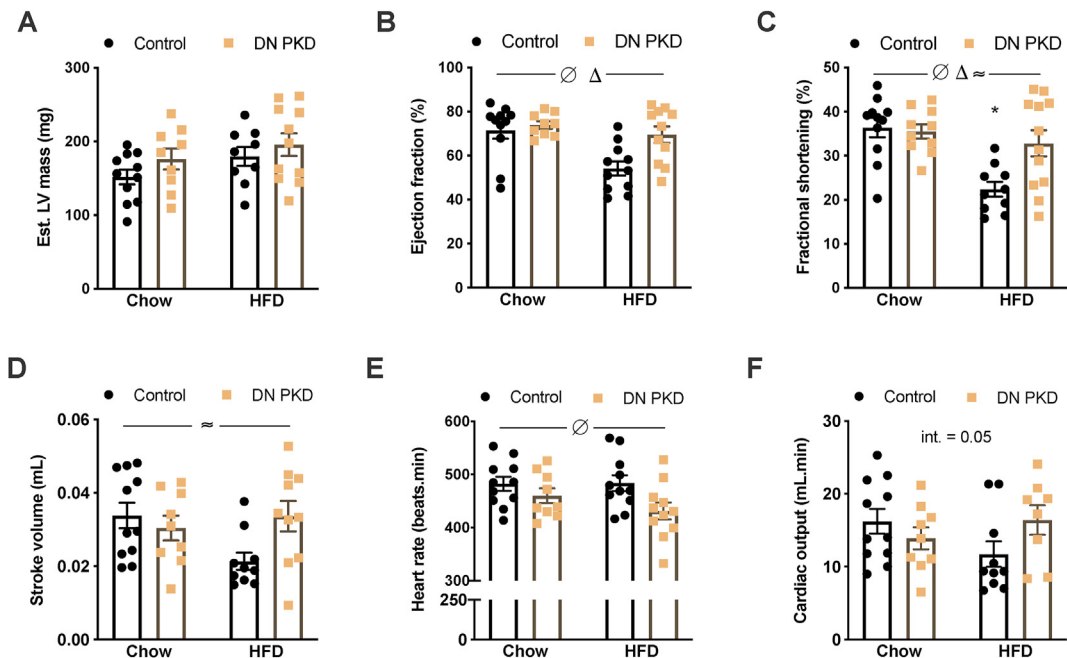 A
Control DN PKD
Est. LV mass (mg)
300
200
100
0
Chow HFD
B
Control DN PKD
∅ Δ
Ejection fraction (%)
100
80
60
40
20
0
Chow HFD
C
Control DN PKD
∅ Δ ≈
*
Fractional shortening (%)
50
40
30
20
10
0
Chow HFD
D
Control DN PKD
≈
Stroke volume (mL)
0.06
0.04
0.02
0.00
Chow HFD
E
Control DN PKD
∅
Heart rate (beats.min)
600
500
400
300
250
0
Chow HFD
F
Control DN PKD
int. = 0.05
Cardiac output (mL.min)
30
20
10
0
Chow HFD